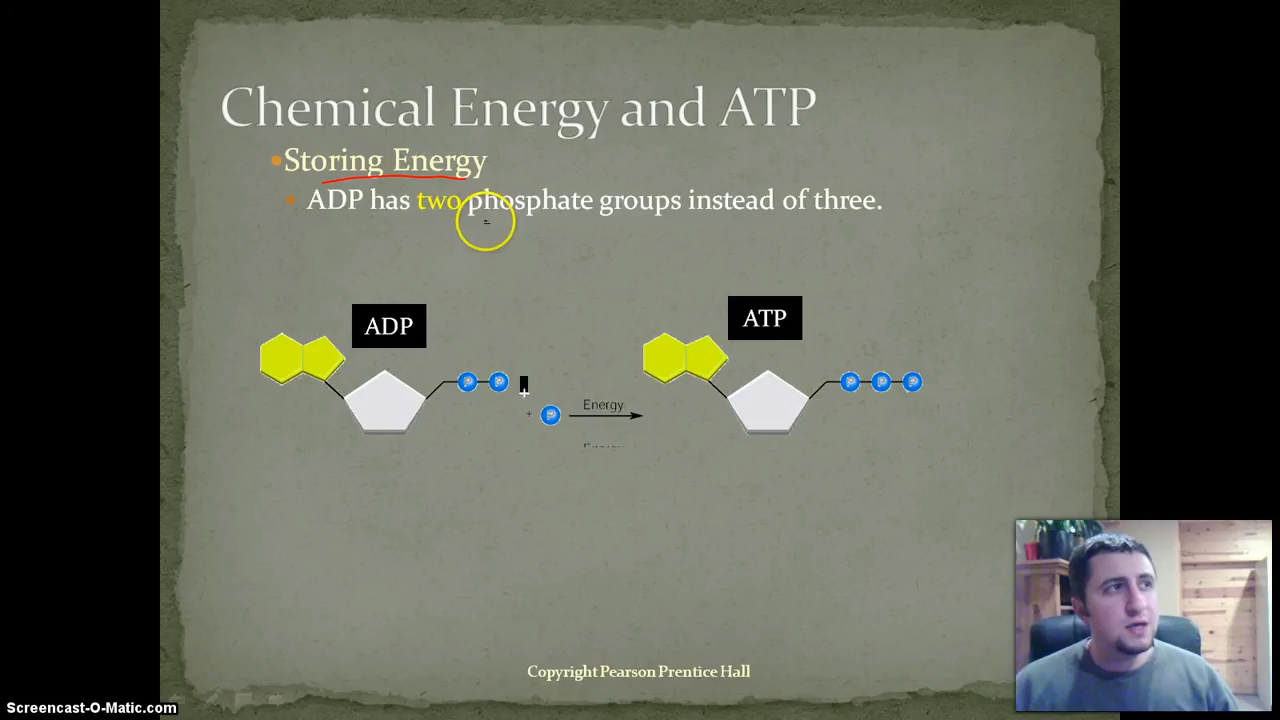 Chemical Energy and ATP
•Storing Energy
• ADP has two phosphate groups instead of three.
ADP
ATP
P P
P P P
+ P
Energy
Copyright Pearson Prentice Hall
Screencast-O-Matic.com